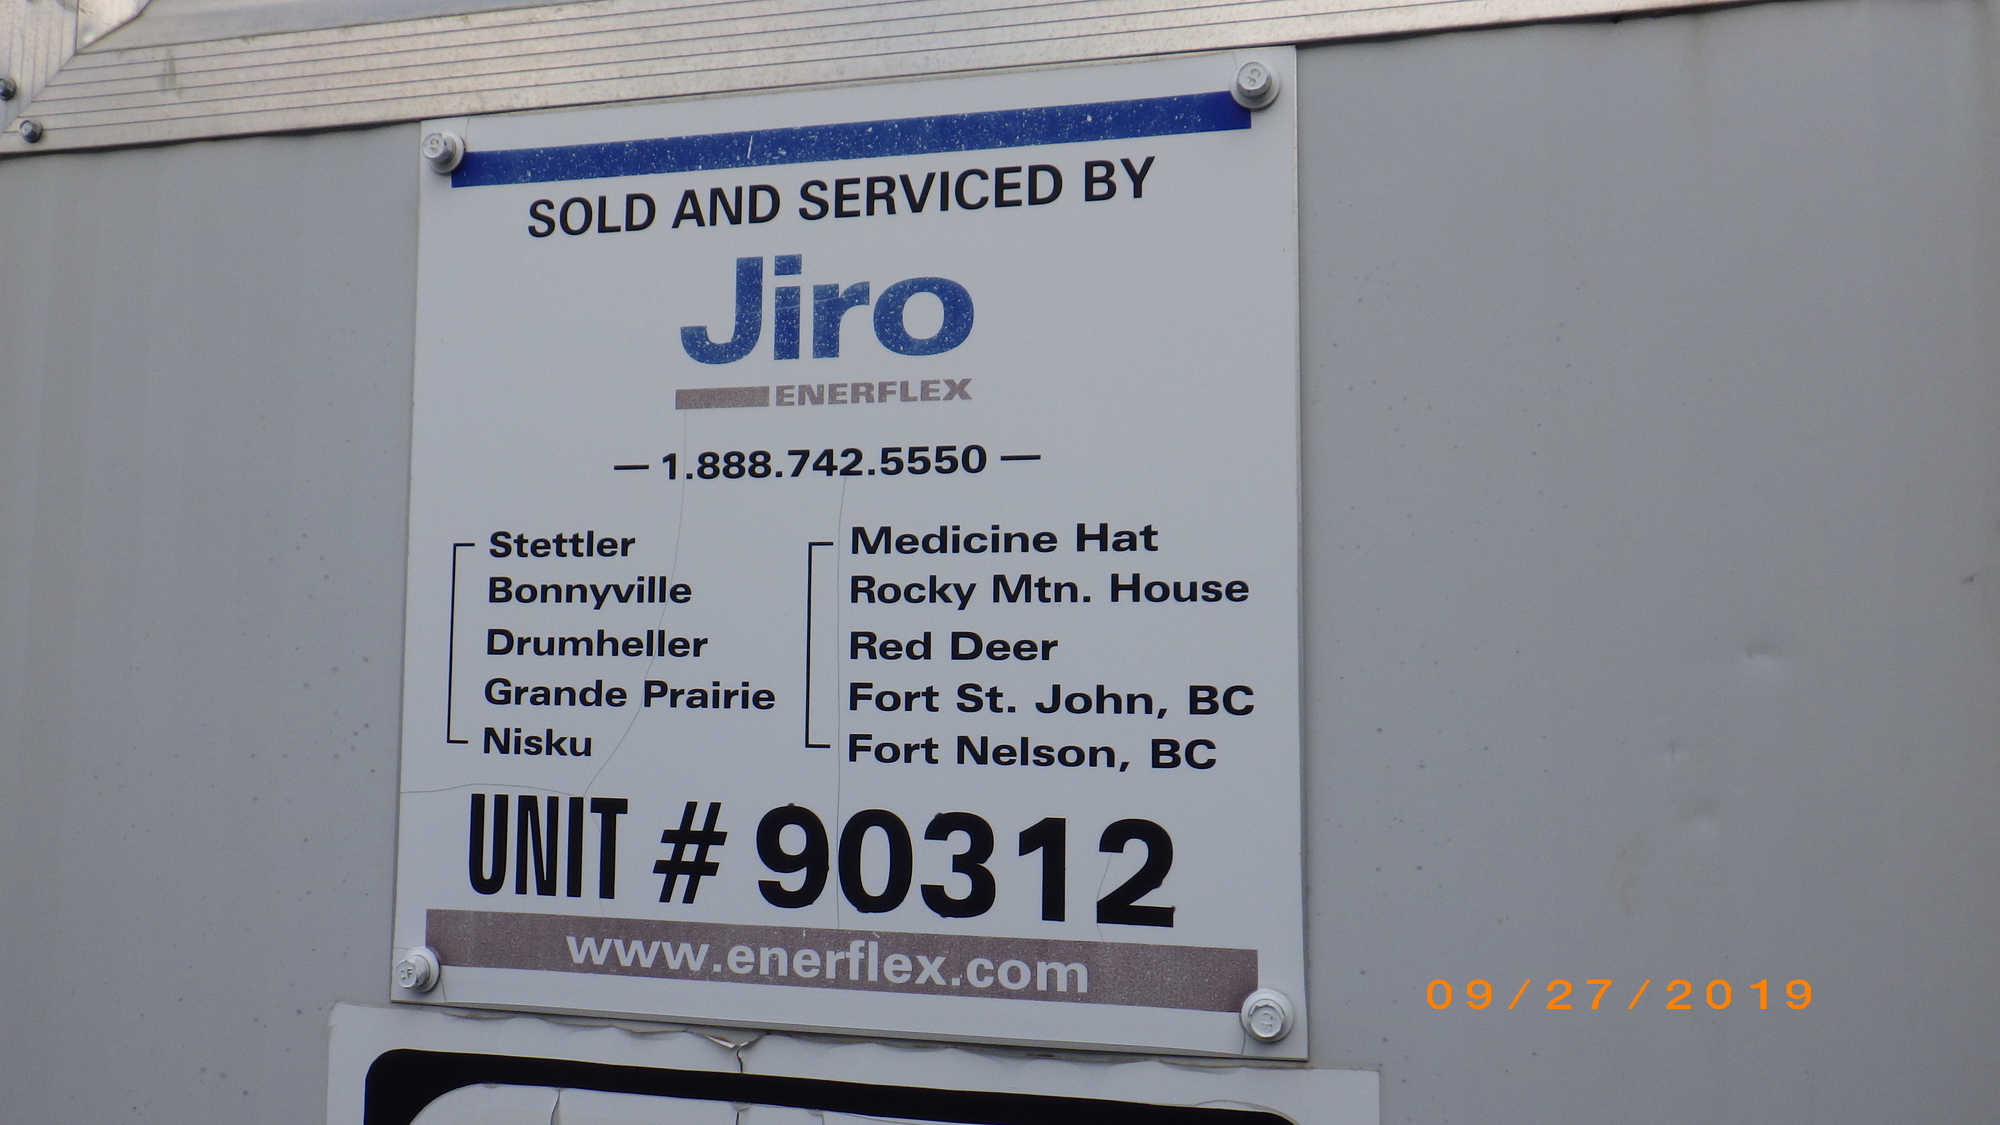 SOLD AND SERVICED BY
Jiro
ENERFLEX
— 1.888.742.5550 —
Stettler
Bonnyville
Drumheller
Grande Prairie
Nisku
Medicine Hat
Rocky Mtn. House
Red Deer
Fort St. John, BC
Fort Nelson, BC
UNIT # 90312
www.enerflex.com
09/27/2019